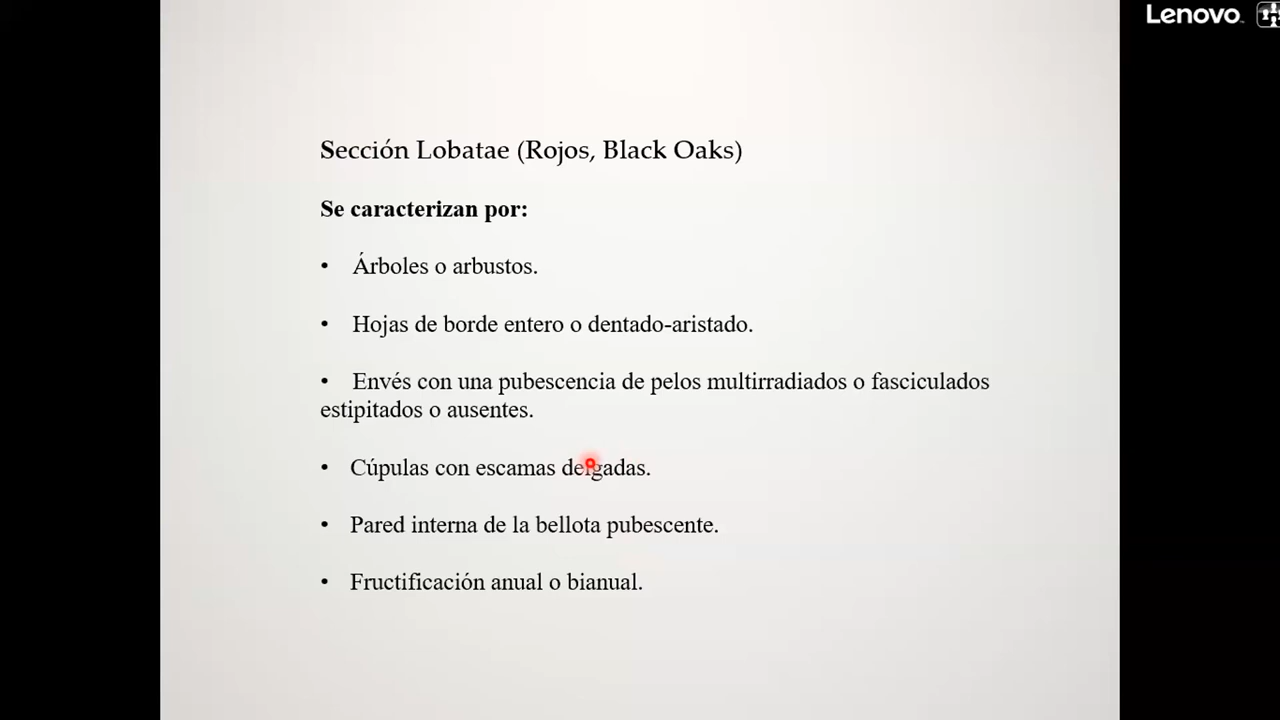 Lenovo
Sección Lobatae (Rojos, Black Oaks)
Se caracterizan por:
• Árboles o arbustos.
• Hojas de borde entero o dentado-aristado.
• Envés con una pubescencia de pelos multirradiados o fasciculados
estipitados o ausentes.
• Cúpulas con escamas delgadas.
• Pared interna de la bellota pubescente.
• Fructificación anual o bianual.